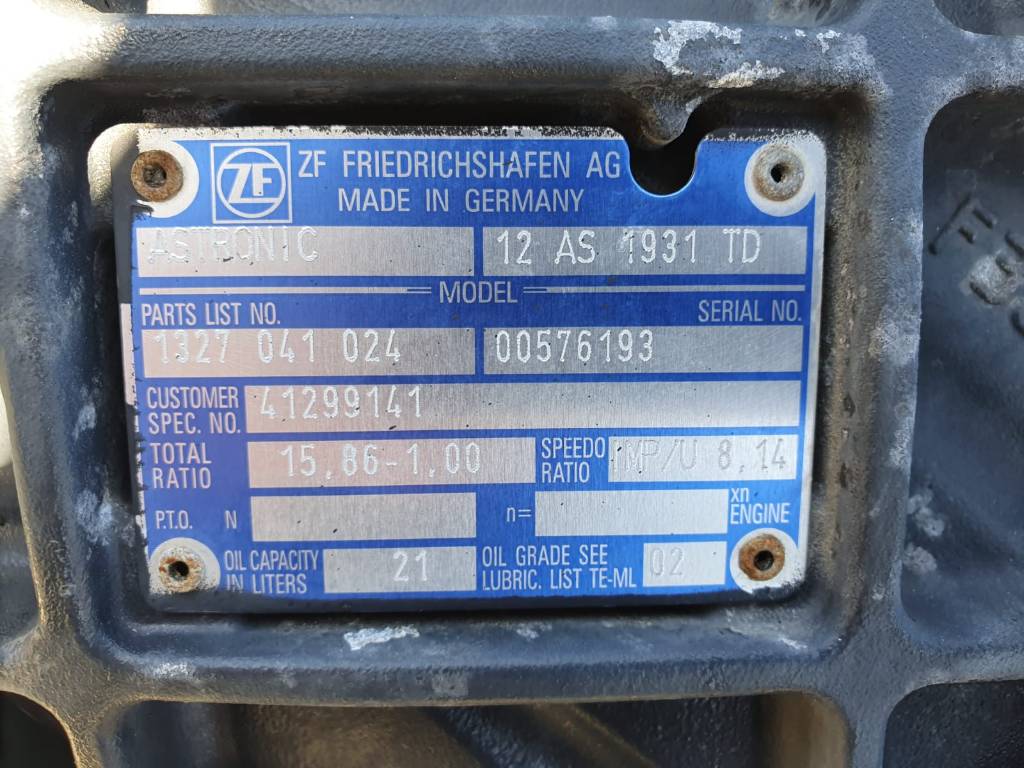 ZF ZF FRIEDRICHSHAFEN AG
MADE IN GERMANY
ASTRONIC 12 AS 1931 TD
MODEL
PARTS LIST NO. SERIAL NO.
1327 041 024 00576193
CUSTOMER SPEC. NO. 41299141
TOTAL RATIO 15,86-1,00 SPEEDO RATIO IMP/U 8,14
P.T.O. N n= xn ENGINE
OIL CAPACITY IN LITERS 21 OIL GRADE SEE LUBRIC. LIST TE-ML 02